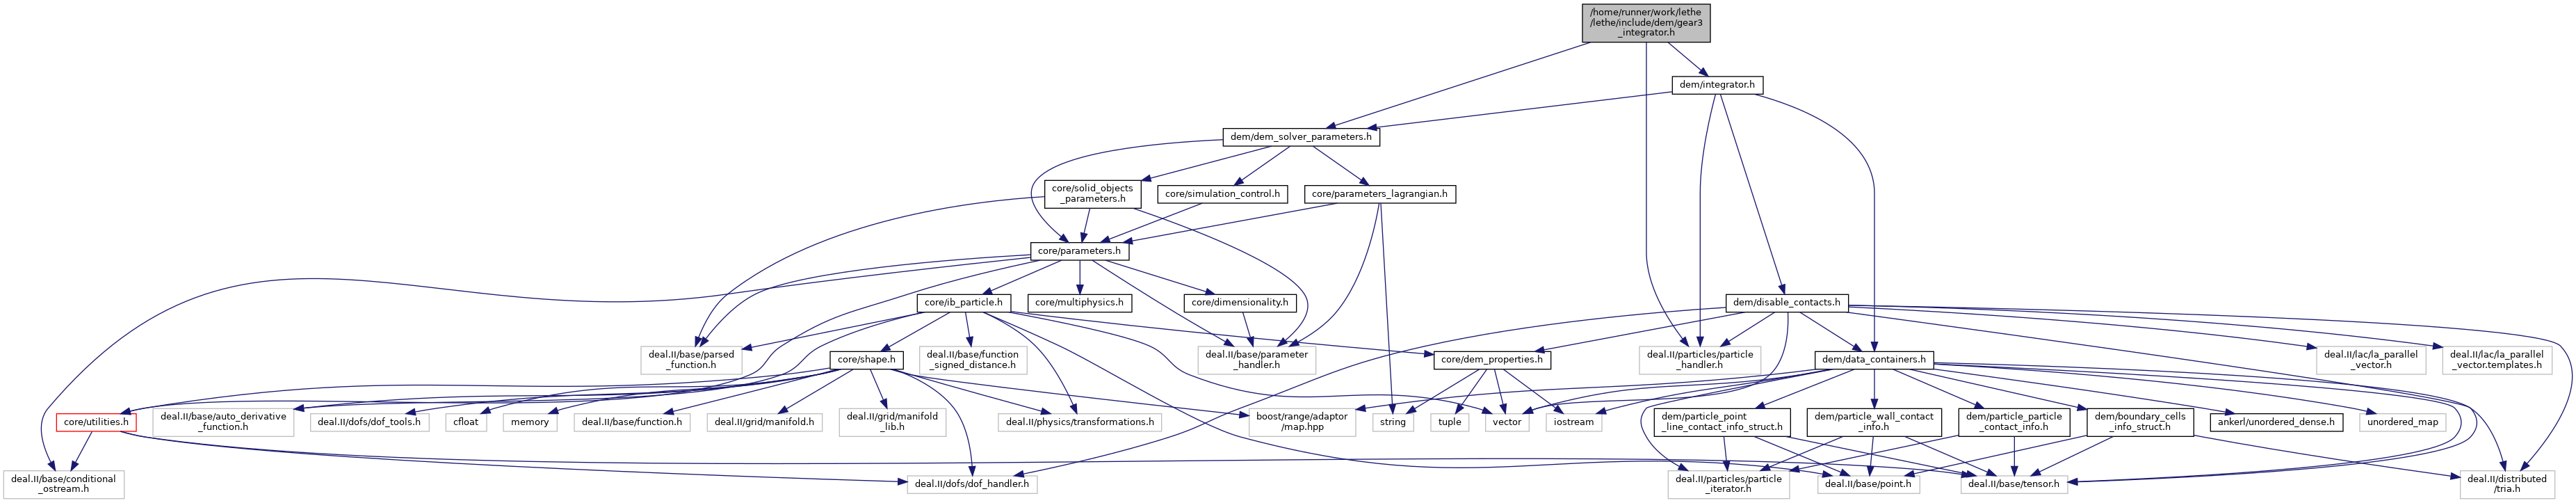 /home/runner/work/lethe
/lethe/include/dem/gear3
_integrator.h
dem/integrator.h
dem/dem_solver_parameters.h
core/solid_objects
_parameters.h
core/simulation_control.h
core/parameters_lagrangian.h
core/parameters.h
core/ib_particle.h
core/multiphysics.h
core/dimensionality.h
dem/disable_contacts.h
deal.II/base/parsed
_function.h
core/shape.h
deal.II/base/function
_signed_distance.h
deal.II/base/parameter
_handler.h
core/dem_properties.h
deal.II/particles/particle
_handler.h
dem/data_containers.h
deal.II/lac/la_parallel
_vector.h
deal.II/lac/la_parallel
_vector.templates.h
core/utilities.h
deal.II/base/auto_derivative
_function.h
deal.II/dofs/dof_tools.h
cfloat
memory
deal.II/base/function.h
deal.II/grid/manifold.h
deal.II/grid/manifold
_lib.h
deal.II/physics/transformations.h
boost/range/adaptor
/map.hpp
string
tuple
vector
iostream
dem/particle_point
_line_contact_info_struct.h
dem/particle_wall_contact
_info.h
dem/particle_particle
_contact_info.h
dem/boundary_cells
_info_struct.h
ankerl/unordered_dense.h
unordered_map
deal.II/base/conditional
_ostream.h
deal.II/dofs/dof_handler.h
deal.II/particles/particle
_iterator.h
deal.II/base/point.h
deal.II/base/tensor.h
deal.II/distributed
/tria.h